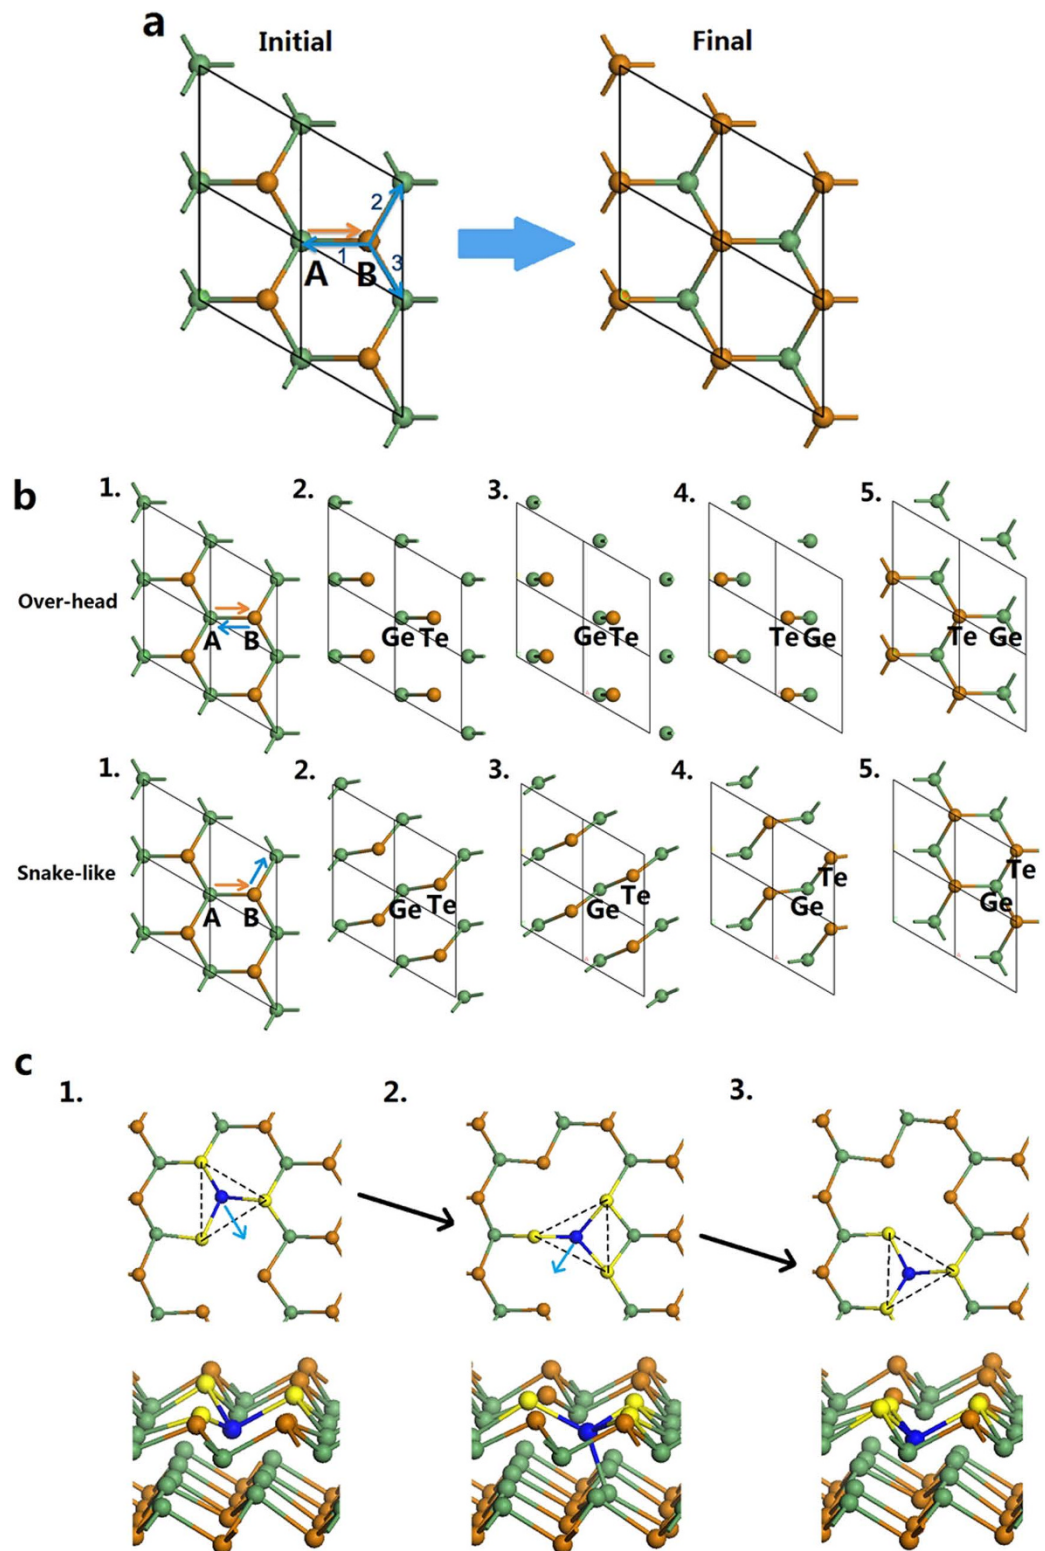 a
Initial
Final
2
1
3
A
B
b
1.
2.
3.
4.
5.
Over-head
A
B
Ge Te
Ge Te
Te Ge
Te Ge
1.
2.
3.
4.
5.
Snake-like
A
B
Ge Te
Ge Te
Ge Te
Ge Te
c
1.
2.
3.